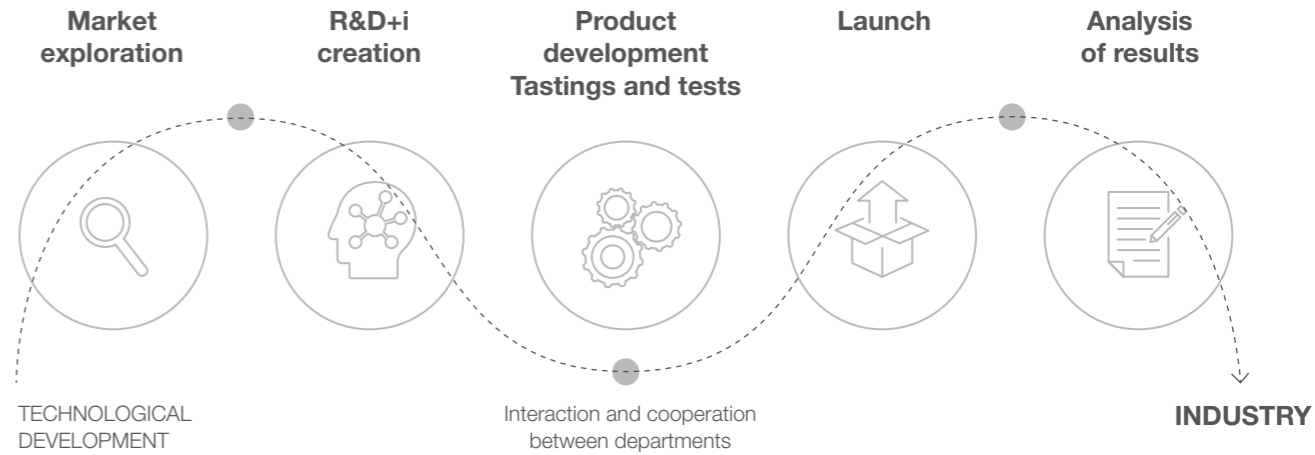 Market
exploration
R&D+i
creation
Product
development
Tastings and tests
Launch
Analysis
of results
TECHNOLOGICAL
DEVELOPMENT
Interaction and cooperation
between departments
INDUSTRY